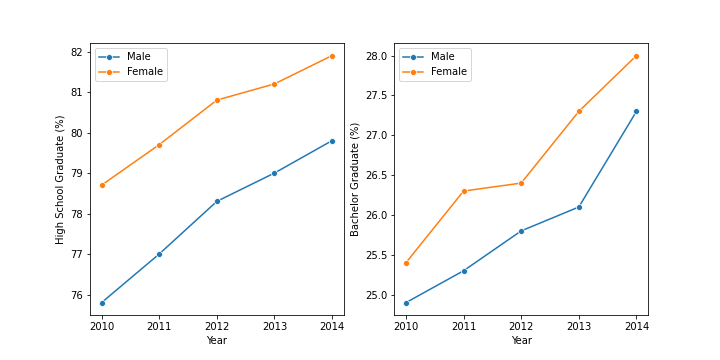 Male
Female
High School Graduate (%)
82
81
80
79
78
77
76
2010 2011 2012 2013 2014
Year
Male
Female
Bachelor Graduate (%)
28.0
27.5
27.0
26.5
26.0
25.5
25.0
2010 2011 2012 2013 2014
Year